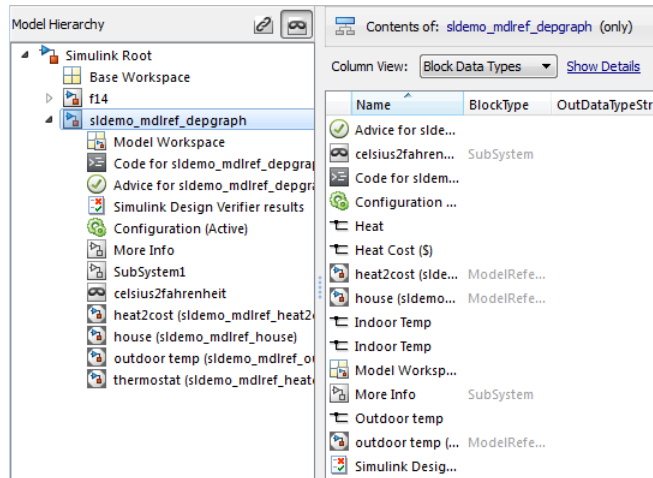 Model Hierarchy
Simulink Root
Base Workspace
f14
sldemo_mdlref_depgraph
Model Workspace
Code for sldemo_mdlref_depgra
Advice for sldemo_mdlref_depgra
Simulink Design Verifier results
Configuration (Active)
More Info
SubSystem1
celsius2fahrenheit
heat2cost (sldemo_mdlref_heat2
house (sldemo_mdlref_house)
outdoor temp (sldemo_mdlref_ou
thermostat (sldemo_mdlref_heate
Contents of: sldemo_mdlref_depgraph (only)
Column View: Block Data Types Show Details
Name BlockType OutDataTypeStr
Advice for slde...
celsius2fahren... SubSystem
Code for sldem...
Configuration ...
Heat
Heat Cost ($)
heat2cost (slde... ModelRefe...
house (sldemo... ModelRefe...
Indoor Temp
Indoor Temp
Model Worksp...
More Info SubSystem
Outdoor temp
outdoor temp (... ModelRefe...
Simulink Desig...